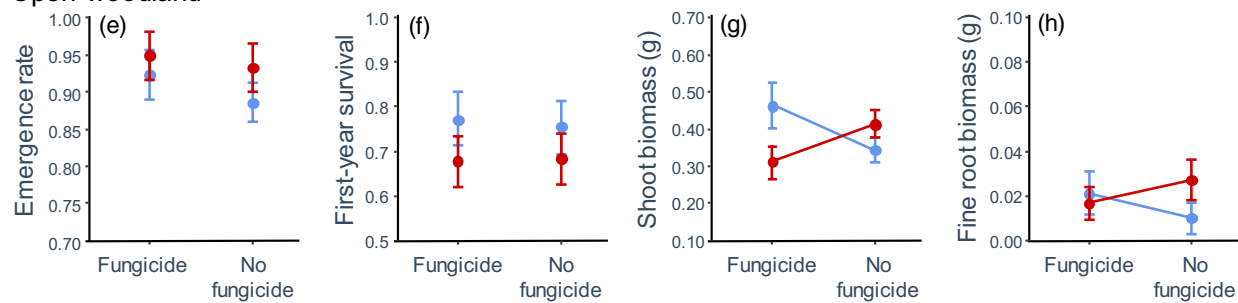 (e)
Emergence rate
1.00
0.95
0.90
0.85
0.80
0.75
0.70
Fungicide
No
fungicide
(f)
First-year survival
1.0
0.9
0.8
0.7
0.6
0.5
Fungicide
No
fungicide
(g)
Shoot biomass (g)
0.70
0.60
0.50
0.40
0.30
0.20
0.10
Fungicide
No
fungicide
(h)
Fine root biomass (g)
0.10
0.08
0.06
0.04
0.02
0.00
Fungicide
No
fungicide